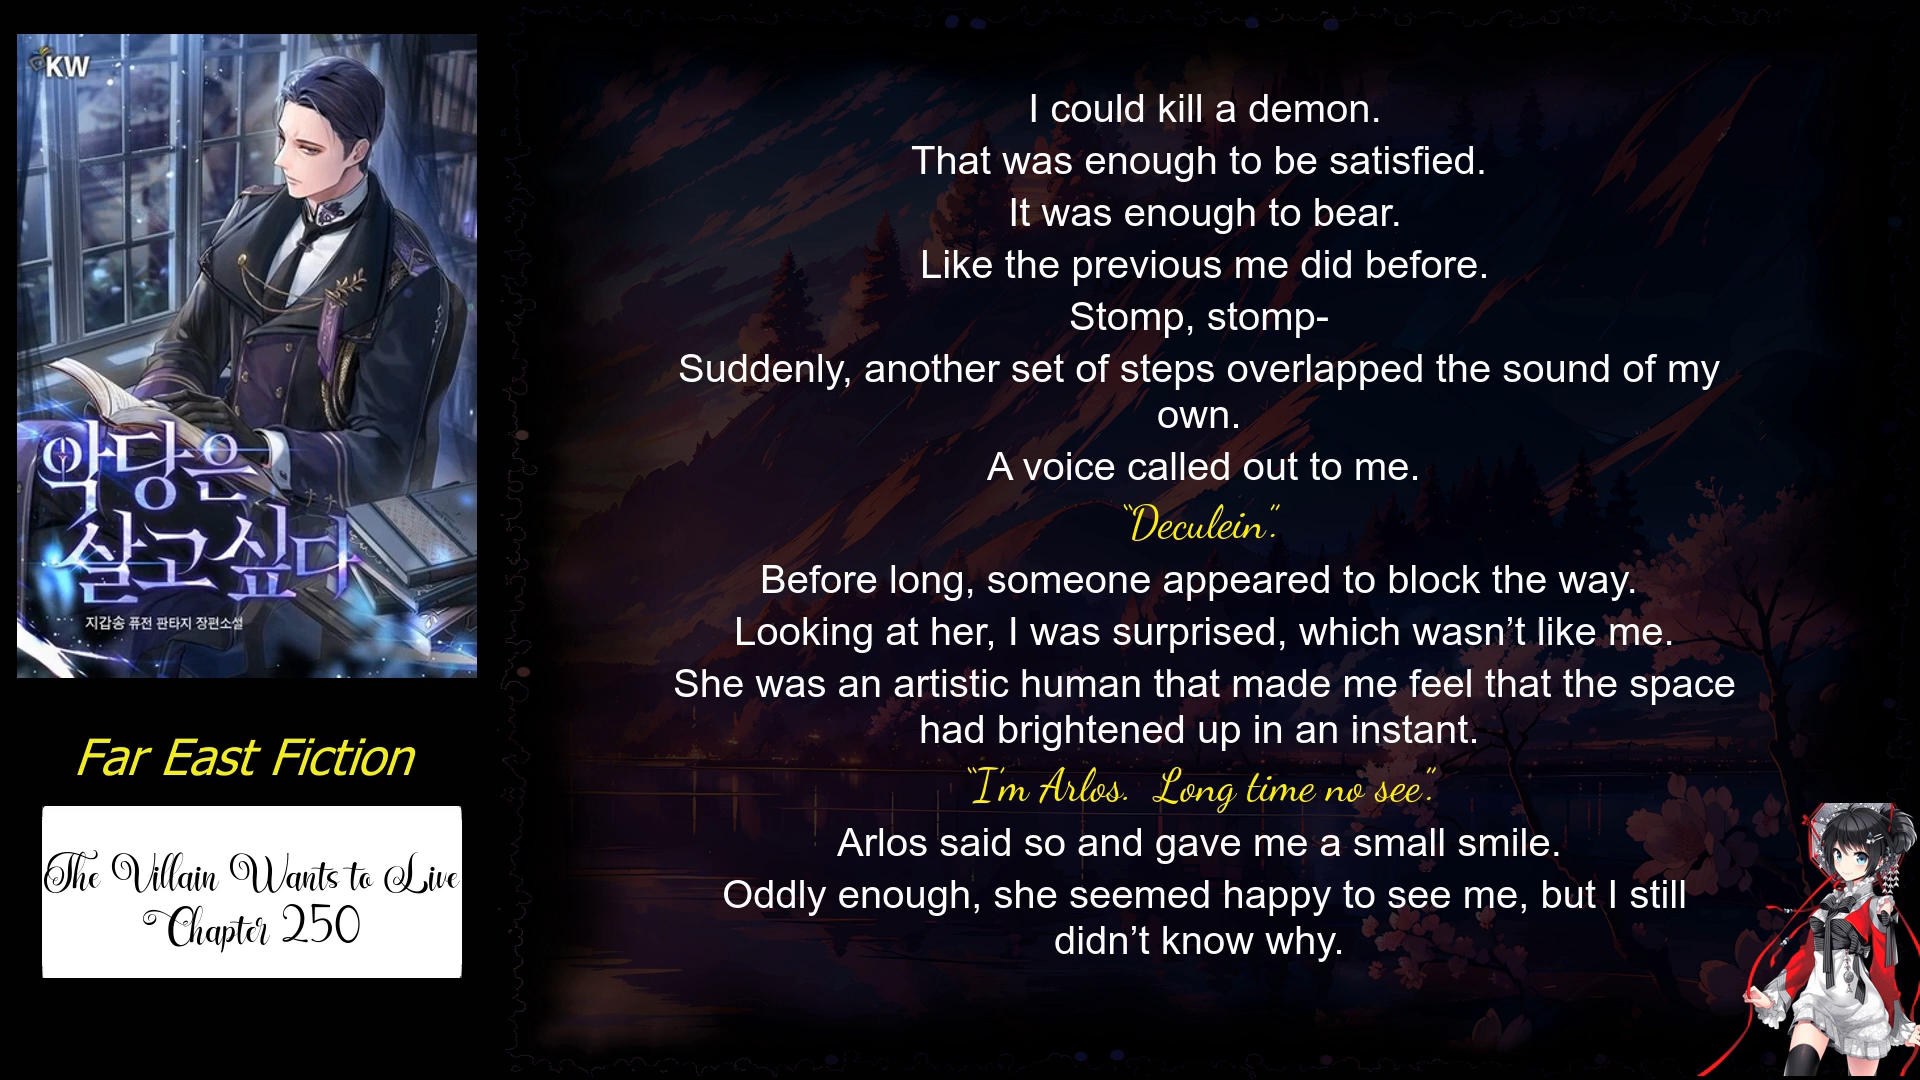 KW
악당은
살고싶다
지갑송 퓨전 판타지 장편소설
Far East Fiction
The Villain Wants to Live
Chapter 250
I could kill a demon.
That was enough to be satisfied.
It was enough to bear.
Like the previous me did before.
Stomp, stomp-
Suddenly, another set of steps overlapped the sound of my
own.
A voice called out to me.
“Deculein”.
Before long, someone appeared to block the way.
Looking at her, I was surprised, which wasn’t like me.
She was an artistic human that made me feel that the space
had brightened up in an instant.
“I’m Arlos. Long time no see”.
Arlos said so and gave me a small smile.
Oddly enough, she seemed happy to see me, but I still
didn’t know why.